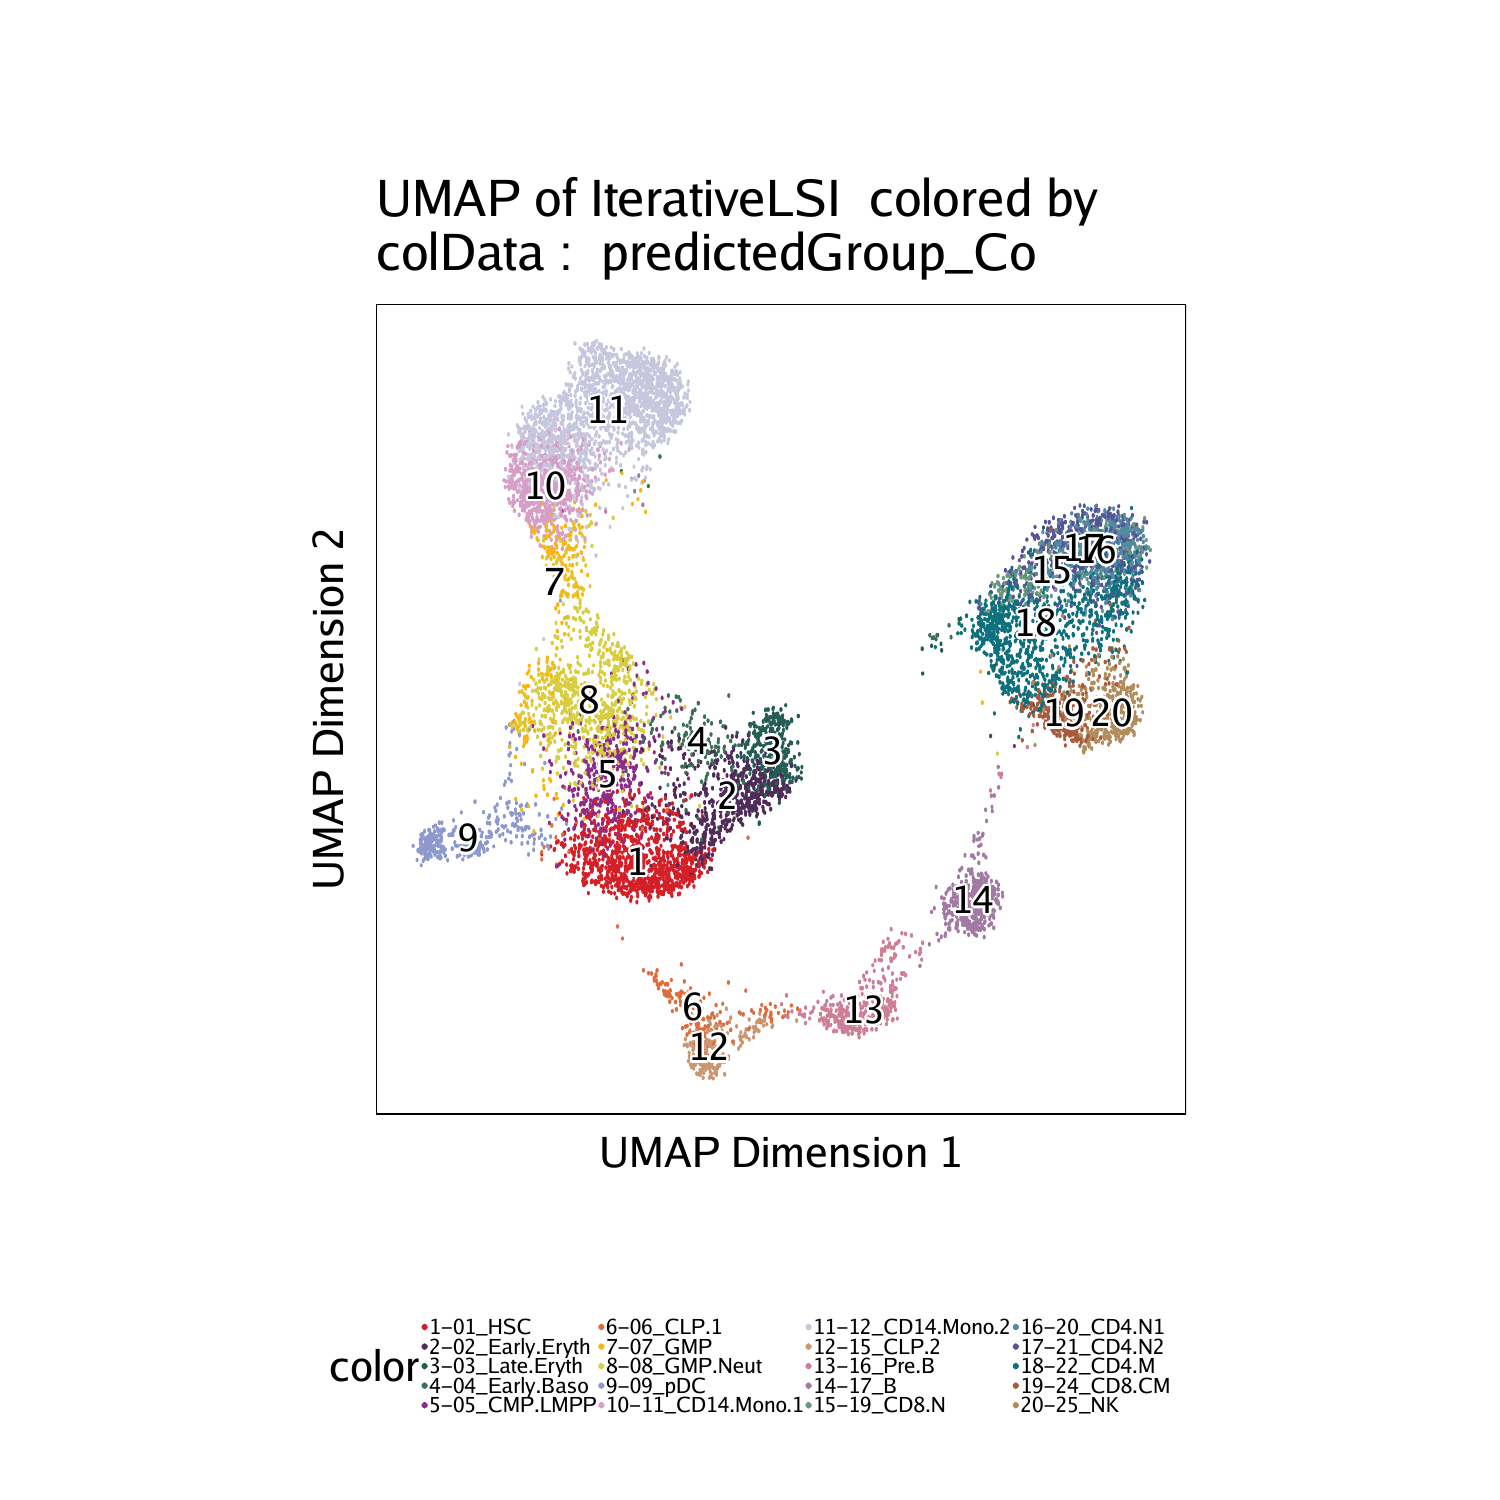 UMAP of IterativeLSI  colored by
colData :  predictedGroup_Co
11
10
7
17
16
15
18
8
19
20
4
3
5
2
9
1
14
6
13
12
UMAP Dimension 2
UMAP Dimension 1
color
1−01_HSC
2−02_Early.Eryth
3−03_Late.Eryth
4−04_Early.Baso
5−05_CMP.LMPP
6−06_CLP.1
7−07_GMP
8−08_GMP.Neut
9−09_pDC
10−11_CD14.Mono.1
11−12_CD14.Mono.2
12−15_CLP.2
13−16_Pre.B
14−17_B
15−19_CD8.N
16−20_CD4.N1
17−21_CD4.N2
18−22_CD4.M
19−24_CD8.CM
20−25_NK